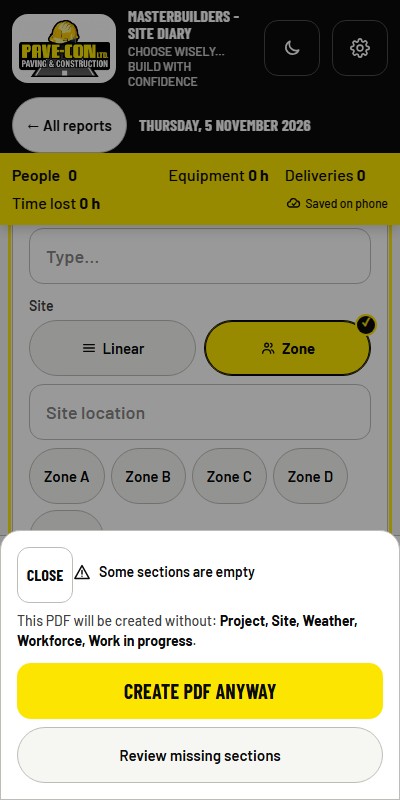 PAVE-CON LTD.
PAVING & CONSTRUCTION
MASTERBUILDERS -
SITE DIARY
CHOOSE WISELY...
BUILD WITH
CONFIDENCE
← All reports
THURSDAY, 5 NOVEMBER 2026
People 0
Equipment 0 h
Deliveries 0
Time lost 0 h
Saved on phone
Type...
Site
Linear
Zone
Site location
Zone A
Zone B
Zone C
Zone D
CLOSE
Some sections are empty
This PDF will be created without: Project, Site, Weather,
Workforce, Work in progress.
CREATE PDF ANYWAY
Review missing sections